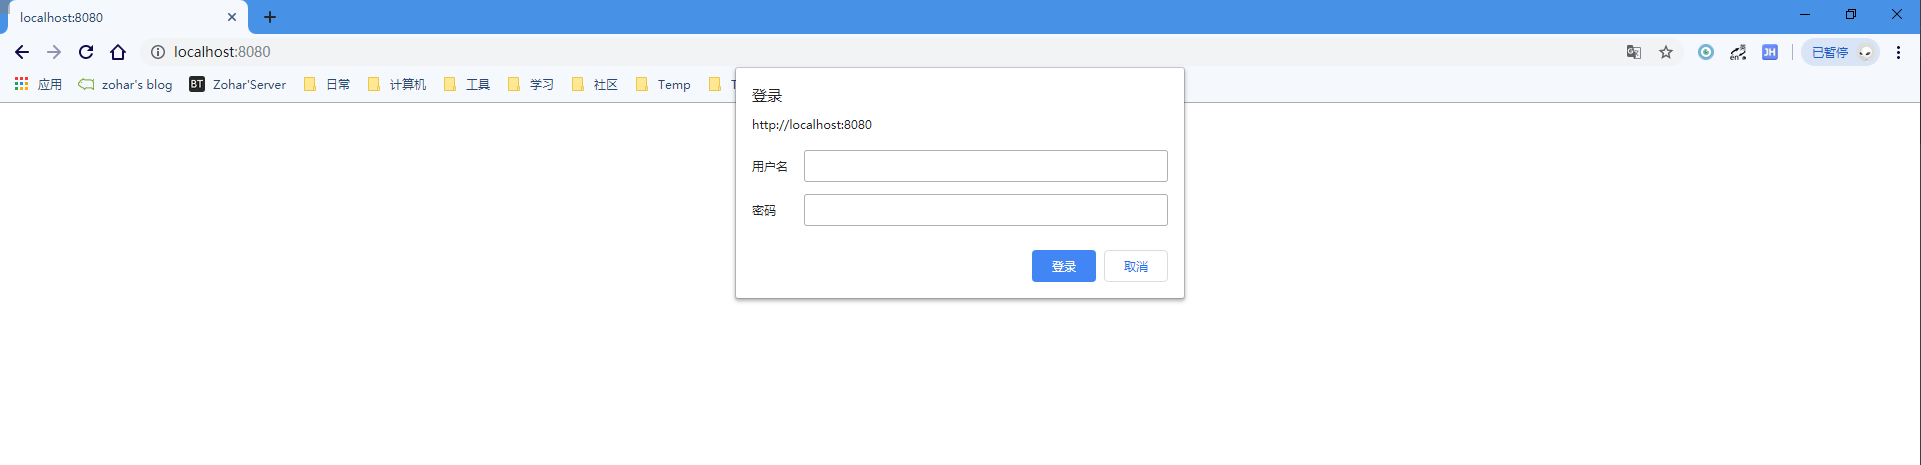 localhost:8080
localhost:8080
已暂停
应用 zohar's blog BT Zohar'Server 日常 计算机 工具 学习 社区 Temp
JH
登录
http://localhost:8080
用户名
密码
登录 取消